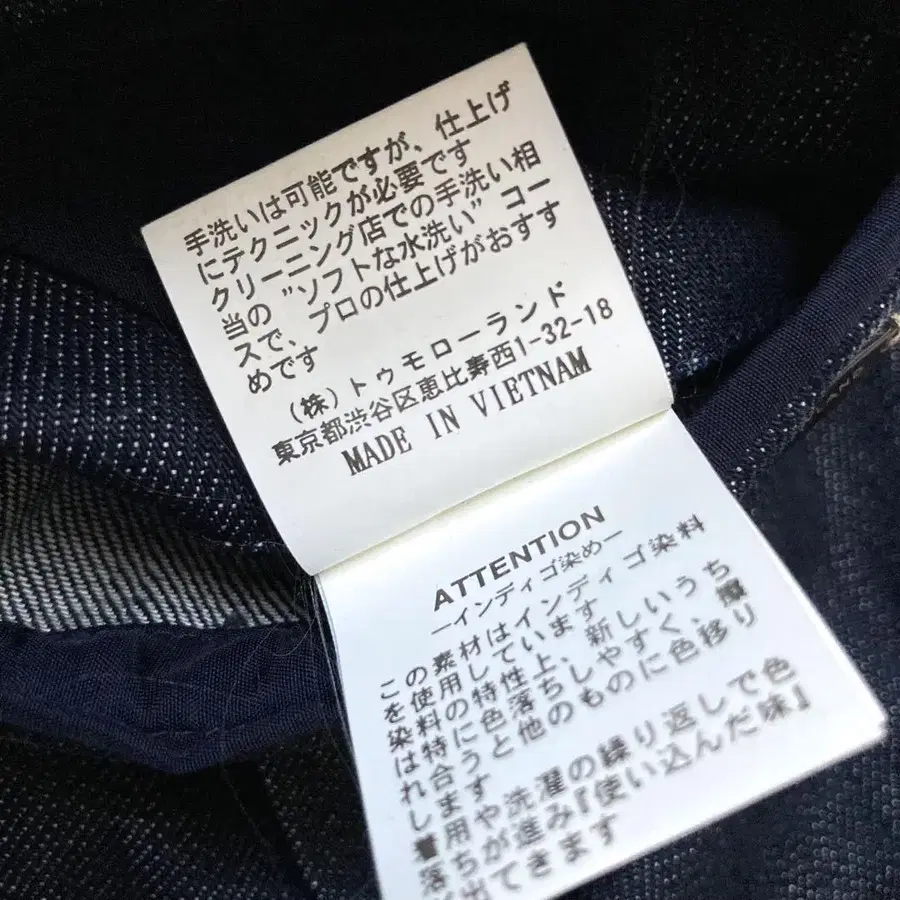 手洗いは可能ですが、仕上げ
にテクニックが必要です
クリーニング店での手洗い相
当の"ソフトな水洗い"コー
スで、プロの仕上げがおすす
めです
(株)トゥモローランド
東京都渋谷区恵比寿西1-32-18
MADE IN VIETNAM
ATTENTION
―インディゴ染め―
この素材はインディゴ染料
を使用しています
染料の特性上、新しいうち
は特に色落ちしやすく、摩
れ合うと他のものに色移り
します
着用や洗濯の繰り返しで色
落ちが進み『使い込んだ味』
が出てきます